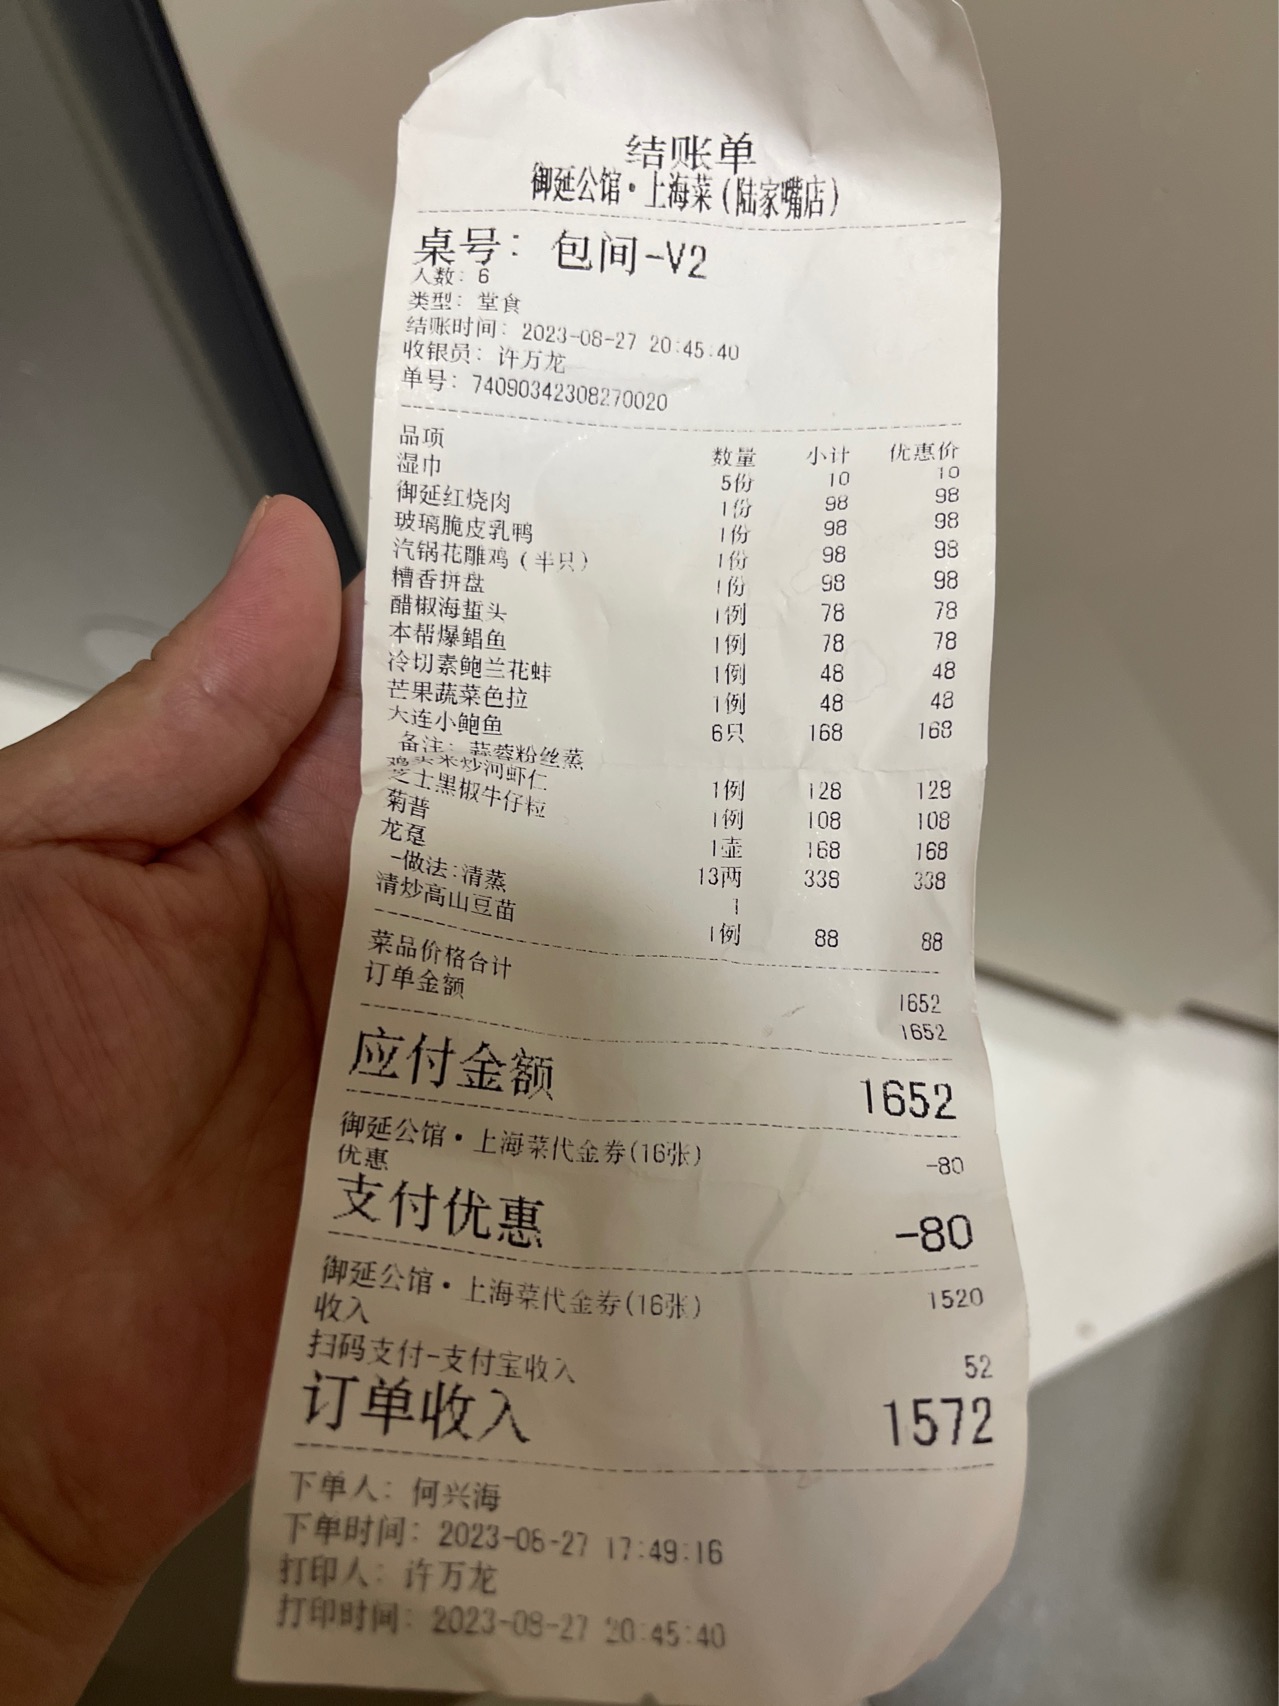 结账单
御延公馆·上海菜(陆家嘴店)
桌号: 包间-V2
人数: 6
类型: 堂食
结账时间: 2023-08-27 20:45:40
收银员: 许万龙
单号: 74090342308270020
品项 数量 小计 优惠价
湿巾 5份 10 10
御延红烧肉 1份 98 98
玻璃脆皮乳鸭 1份 98 98
汽锅花雕鸡(半只) 1份 98 98
糟香拼盘 1份 98 98
醋椒海蜇头 1例 78 78
本帮爆鲳鱼 1例 78 78
冷切素鲍兰花蚌 1例 48 48
芒果蔬菜色拉 1例 48 48
大连小鲍鱼 6只 168 168
备注: 蒜蓉粉丝蒸
鸡头米炒河虾仁 1例 128 128
芝士黑椒牛仔粒 1例 108 108
菊普 1壶 168 168
龙趸 13两 338 338
-做法:清蒸 1
清炒高山豆苗 1例 88 88
菜品价格合计 1652
订单金额 1652
应付金额 1652
御延公馆·上海菜代金券(16张) -80
优惠
支付优惠 -80
御延公馆·上海菜代金券(16张) 1520
收入
扫码支付-支付宝收入 52
订单收入 1572
下单人: 何兴海
下单时间: 2023-08-27 17:49:16
打印人: 许万龙
打印时间: 2023-08-27 20:45:40